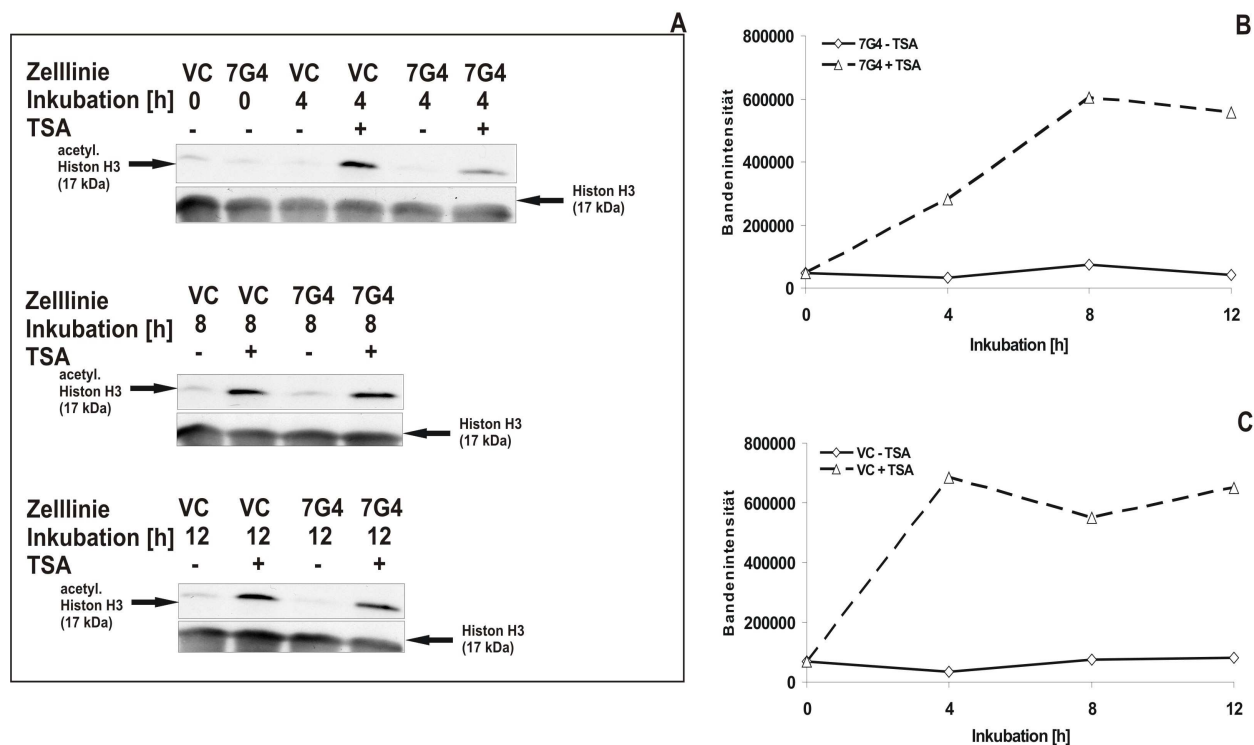 A
Zelllinie VC 7G4 VC VC 7G4 7G4
Inkubation [h] 0 0 4 4 4 4
TSA - - - + - +
acetyl.
Histon H3
(17 kDa)
Histon H3
(17 kDa)
Zelllinie VC VC 7G4 7G4
Inkubation [h] 8 8 8 8
TSA - + - +
acetyl.
Histon H3
(17 kDa)
Histon H3
(17 kDa)
Zelllinie VC VC 7G4 7G4
Inkubation [h] 12 12 12 12
TSA - + - +
acetyl.
Histon H3
(17 kDa)
Histon H3
(17 kDa)
B
7G4 - TSA
7G4 + TSA
800000
600000
400000
200000
0
Bandenintensität
0 4 8 12
Inkubation [h]
C
VC - TSA
VC + TSA
800000
600000
400000
200000
0
Bandenintensität
0 4 8 12
Inkubation [h]